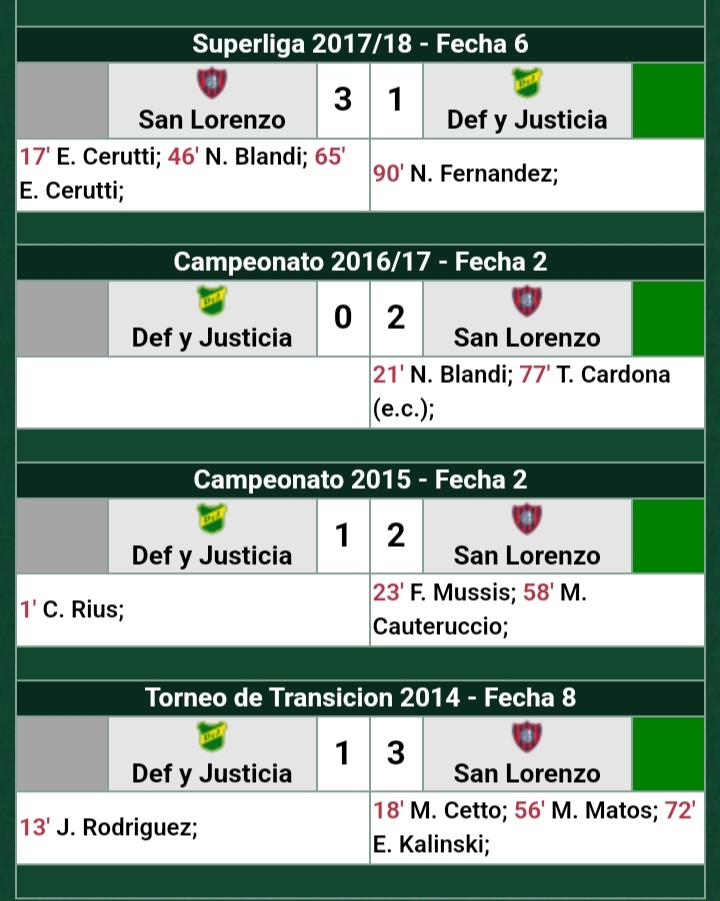 Superliga 2017/18 - Fecha 6
San Lorenzo 3 1 Def y Justicia
17' E. Cerutti; 46' N. Blandi; 65'
E. Cerutti;
90' N. Fernandez;
Campeonato 2016/17 - Fecha 2
Def y Justicia 0 2 San Lorenzo
21' N. Blandi; 77' T. Cardona
(e.c.);
Campeonato 2015 - Fecha 2
Def y Justicia 1 2 San Lorenzo
1' C. Rius;
23' F. Mussis; 58' M.
Cauteruccio;
Torneo de Transicion 2014 - Fecha 8
Def y Justicia 1 3 San Lorenzo
13' J. Rodriguez;
18' M. Cetto; 56' M. Matos; 72'
E. Kalinski;